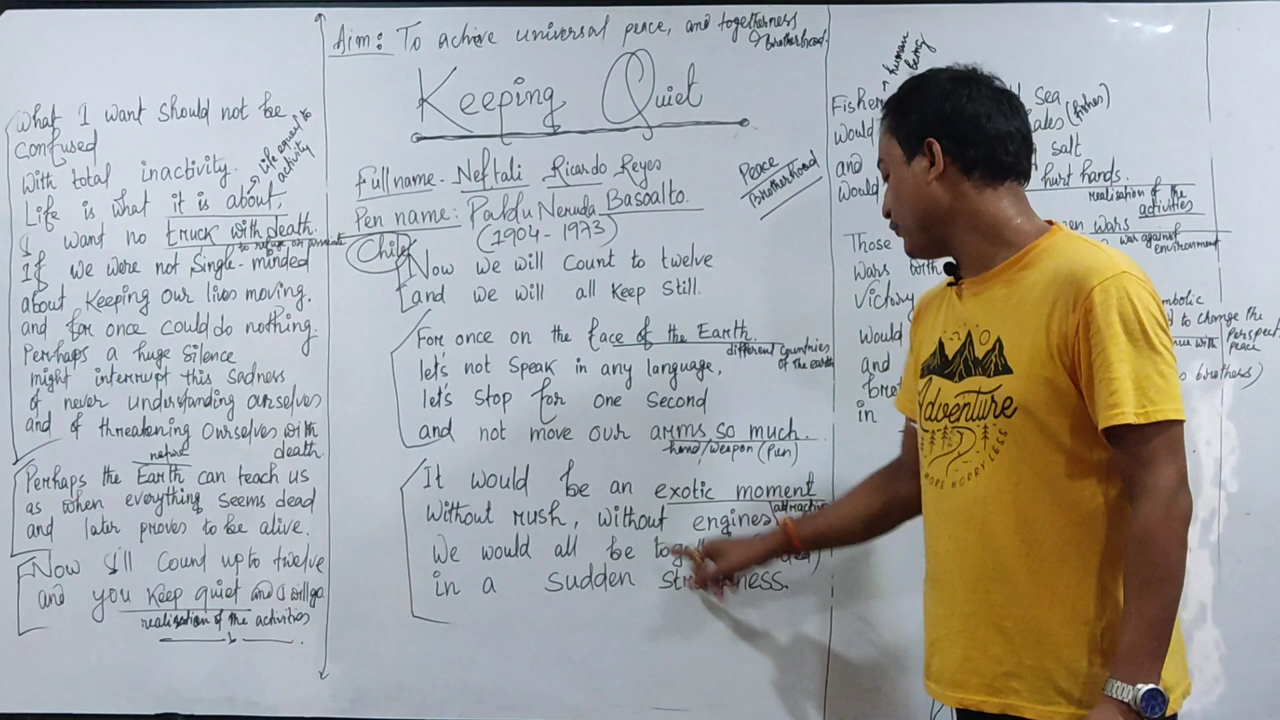 Aim: To achive universal peace, and togetherness
brotherhood.
Keeping Quiet
Full name - Neftali Ricardo Reyes
Basoalto.
Pen name: Pablu Neruda
(1904-1973)
Chile
Peace
Brotherhood
Now we will Count to twelve
and we will all keep still.
For once on the face of the Earth.
different countries
of the earth
let's not speak in any language,
let's stop for one second
and not move our arms so much.
hand/weapon (pun)
It would be an exotic moment
attractive
without rush, without engines
We would all be
in a sudden
human
being
Fisher sea
would (fishes)
and salt
would hurt hands.
realisation of the
activities
Those wars
war against
environment
wars with
Victory
to change the
would
with peace
and brothers)
in
What I want should not be
confused
with total inactivity.
Life equal to
activity
Life is what it is about,
I want no truck with death.
to refuse
If we were not single-minded
about keeping our lives moving.
and for once could do nothing.
Perhaps a huge silence
might interrupt this sadness
of never understanding ourselves
and of threatening ourselves with
death.
nature
Perhaps the Earth can teach us
as when everything seems dead
and later proves to be alive.
Now I'll Count up to twelve
and you keep quiet and I will go.
realisation of the activities
Adventure
HOPE WORRY LESS